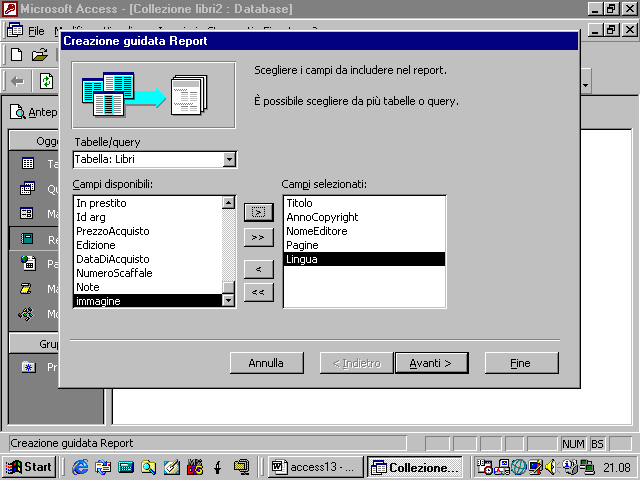 Microsoft Access - [Collezione libri2 : Database]
File
Creazione guidata Report
Scegliere i campi da includere nel report.
È possibile scegliere da più tabelle o query.
Antep
Ogg
Tabelle/query
Tabella: Libri
Campi disponibili:
Campi selezionati:
In prestito
Id arg
PrezzoAcquisto
Edizione
DataDiAcquisto
NumeroScaffale
Note
immagine
>
>>
<
<<
Titolo
AnnoCopyright
NomeEditore
Pagine
Lingua
Ta
Qu
Ma
Re
Pa
Ma
Mo
Grup
Pr
Annulla
< Indietro
Avanti >
Fine
Creazione guidata Report
NUM BS
Start
access13 - ...
Collezione...
21.08